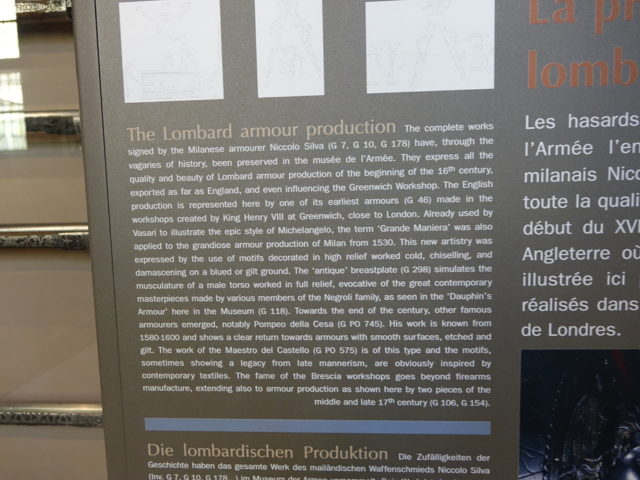 The Lombard armour production The complete works
signed by the Milanese armourer Niccolo Silva (G 7, G 10, G 178) have, through the
vagaries of history, been preserved in the musée de l'Armée. They express all the
quality and beauty of Lombard armour production of the beginning of the 16th century,
exported as far as England, and even influencing the Greenwich Workshop. The English
production is represented here by one of its earliest armours (G 46) made in the
workshops created by King Henry VIII at Greenwich, close to London. Already used by
Vasari to illustrate the epic style of Michelangelo, the term 'Grande Maniera' was also
applied to the grandiose armour production of Milan from 1530. This new artistry was
expressed by the use of motifs decorated in high relief worked cold, chiselling, and
damascening on a blued or gilt ground. The 'antique' breastplate (G 298) simulates the
musculature of a male torso worked in full relief, evocative of the great contemporary
masterpieces made by various members of the Negroli family, as seen in the 'Dauphin's
Armour' here in the Museum (G 118). Towards the end of the century, other famous
armourers emerged, notably Pompeo della Cesa (G PO 745). His work is known from
1580-1600 and shows a clear return towards armours with smooth surfaces, etched and
gilt. The work of the Maestro del Castello (G PO 575) is of this type and the motifs,
sometimes showing a legacy from late mannerism, are obviously inspired by
contemporary textiles. The fame of the Brescia workshops goes beyond firearms
manufacture, extending also to armour production as shown here by two pieces of the
middle and late 17th century (G 106, G 154).
Die lombardischen Produktion Die Zufälligkeiten der
Geschichte haben das gesamte Werk des mailändischen Waffenschmieds Niccolo Silva
(Inv. G 7, G 10, G 178
La pr
lomb
Les hasards
l'Armée l'en
milanais Nico
toute la quali
début du XV
Angleterre où
illustrée ici
réalisés dans
de Londres.